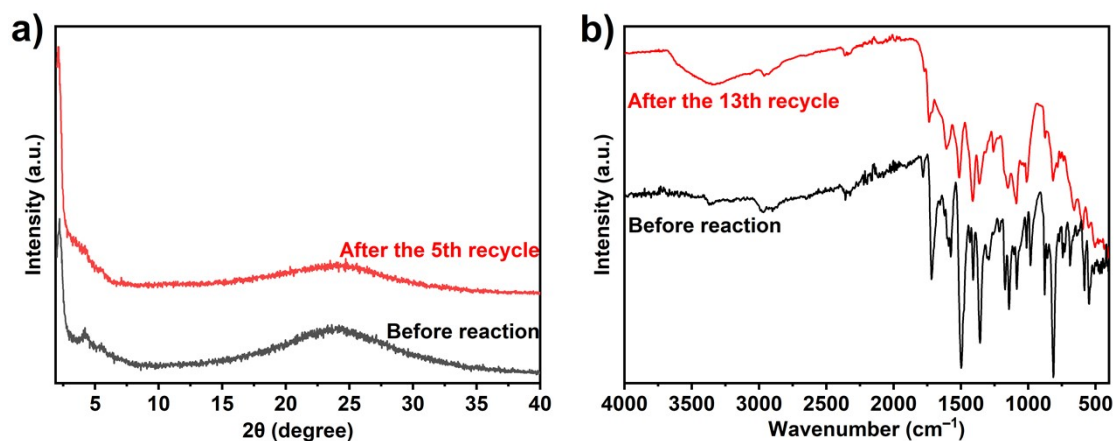 a)
Intensity (a.u.)
After the 5th recycle
Before reaction
5 10 15 20 25 30 35 40
2θ (degree)
b)
Intensity (a.u.)
After the 13th recycle
Before reaction
4000 3500 3000 2500 2000 1500 1000 500
Wavenumber (cm⁻¹)